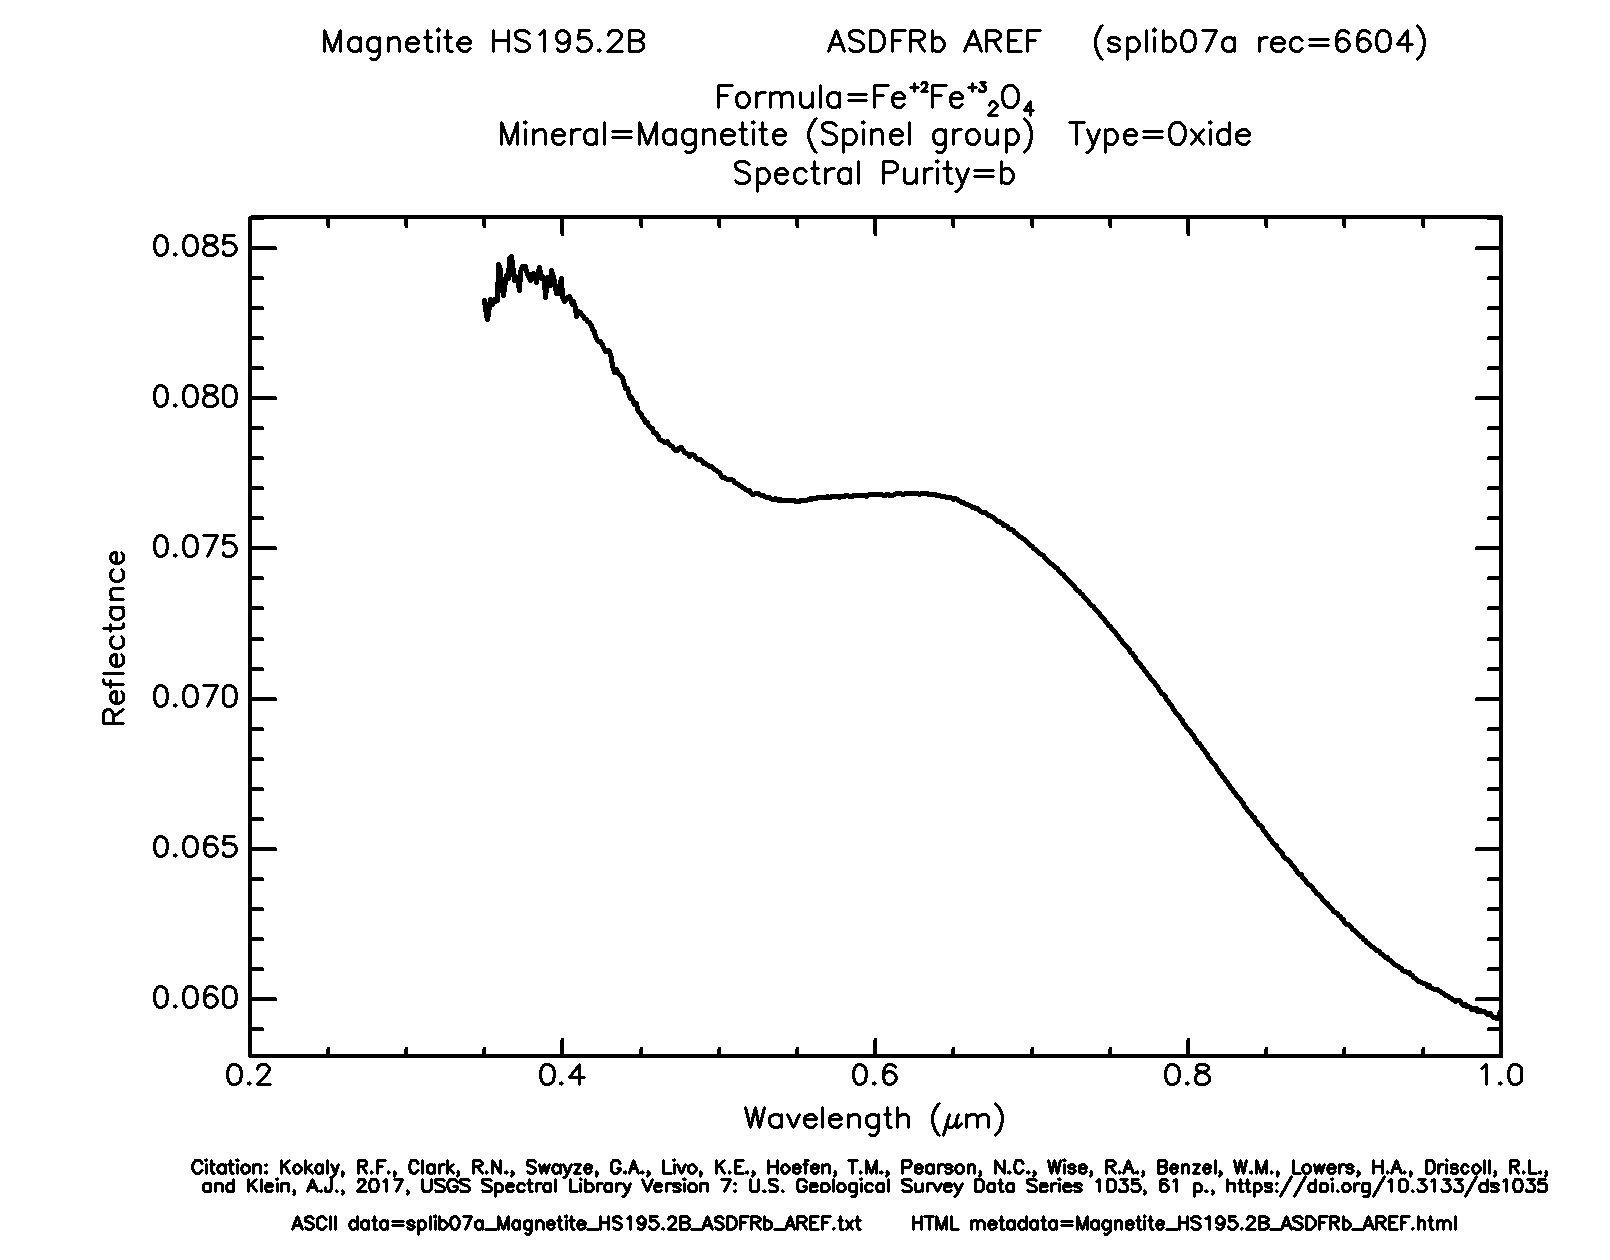 Magnetite HS195.2B ASDFRb AREF (splib07a rec=6604)
Formula=Fe⁺²Fe⁺³₂O₄
Mineral=Magnetite (Spinel group) Type=Oxide
Spectral Purity=b
0.085
0.080
0.075
0.070
0.065
0.060
Reflectance
0.2 0.4 0.6 0.8 1.0
Wavelength (μm)
Citation: Kokaly, R.F., Clark, R.N., Swayze, G.A., Livo, K.E., Hoefen, T.M., Pearson, N.C., Wise, R.A., Benzel, W.M., Lowers, H.A., Driscoll, R.L.,
and Klein, A.J., 2017, USGS Spectral Library Version 7: U.S. Geological Survey Data Series 1035, 61 p., https://doi.org/10.3133/ds1035
ASCII data=splib07a_Magnetite_HS195.2B_ASDFRb_AREF.txt HTML metadata=Magnetite_HS195.2B_ASDFRb_AREF.html